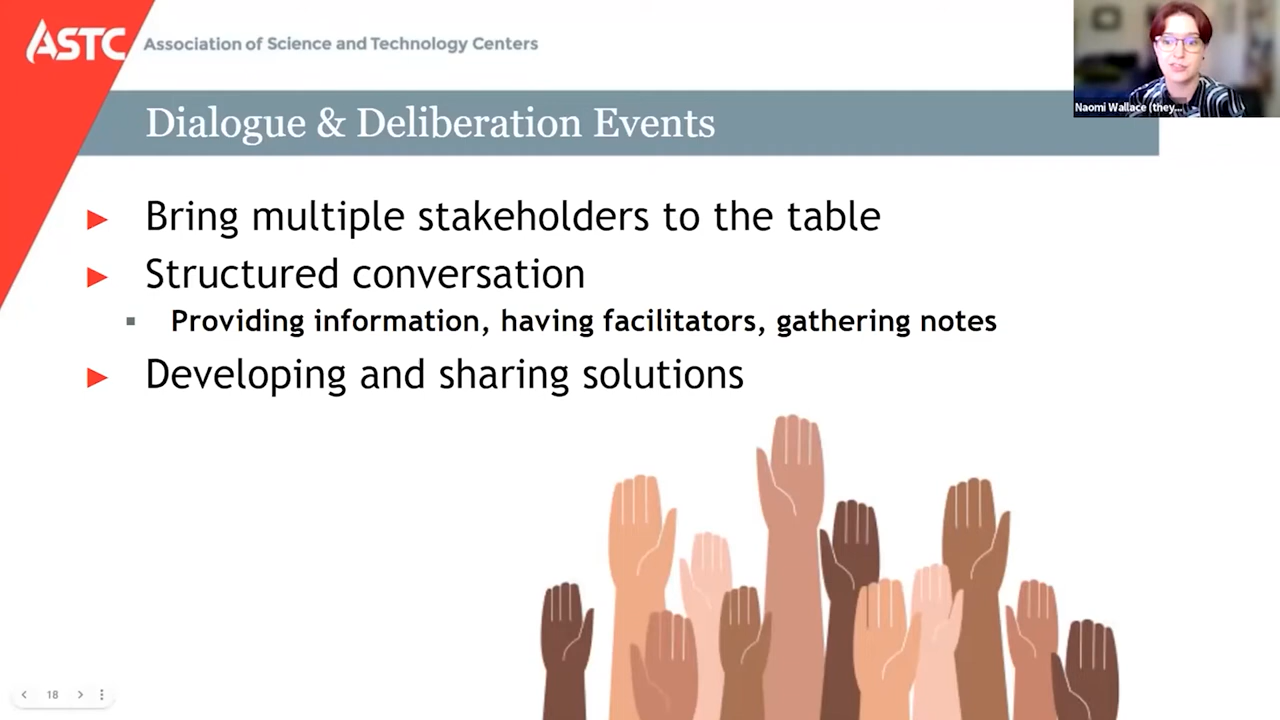 ASTC Association of Science and Technology Centers
Naomi Wallace (they...
Dialogue & Deliberation Events
Bring multiple stakeholders to the table
Structured conversation
Providing information, having facilitators, gathering notes
Developing and sharing solutions
18